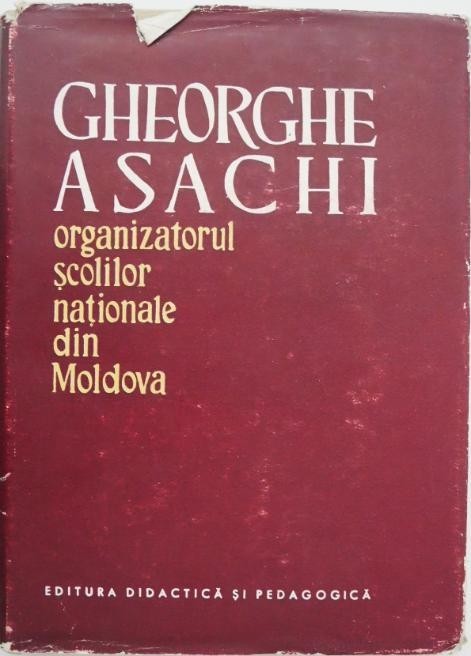 GHEORGHE
ASACHI
organizatorul
școlilor
naționale
din
Moldova
EDITURA DIDACTICĂ ȘI PEDAGOGICĂ